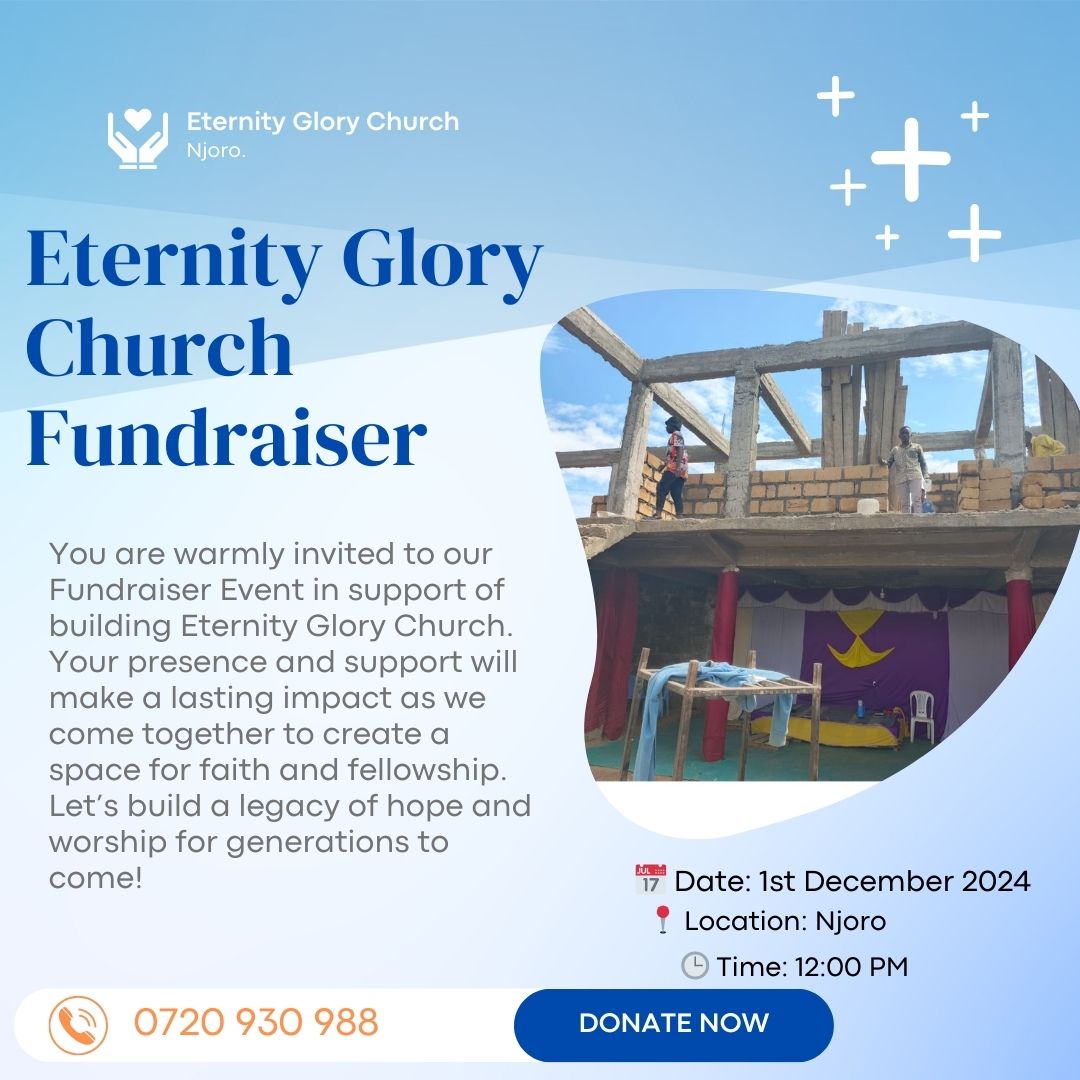 Eternity Glory Church
Njoro.
Eternity Glory
Church
Fundraiser
You are warmly invited to our
Fundraiser Event in support of
building Eternity Glory Church.
Your presence and support will
make a lasting impact as we
come together to create a
space for faith and fellowship.
Let’s build a legacy of hope and
worship for generations to
come!
JUL
17
Date: 1st December 2024
Location: Njoro
Time: 12:00 PM
0720 930 988
DONATE NOW